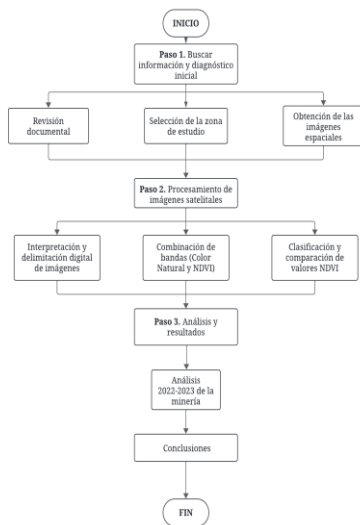 INICIO
Paso 1. Buscar
información y diagnóstico
inicial
Revisión
documental
Selección de la zona
de estudio
Obtención de las
imágenes
espaciales
Paso 2. Procesamiento de
imágenes satelitales
Interpretación y
delimitación digital
de imágenes
Combinación de
bandas (Color
Natural y NDVI)
Clasificación y
comparación de
valores NDVI
Paso 3. Análisis y
resultados
Análisis
2022-2023 de la
minería
Conclusiones
FIN